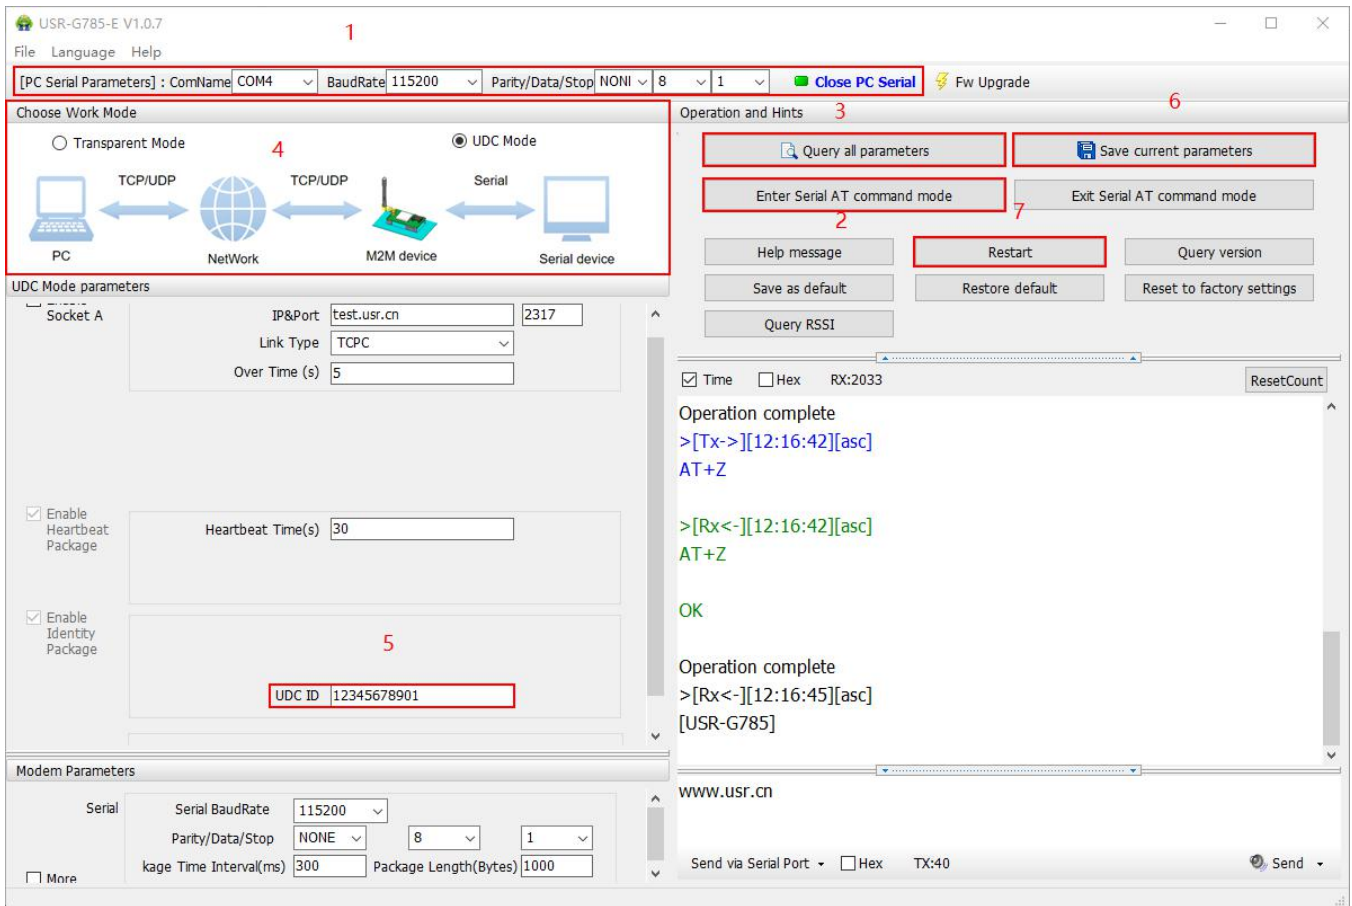 USR-G785-E V1.0.7
1
File Language Help
[PC Serial Parameters] : ComName COM4 BaudRate 115200 Parity/Data/Stop NONI 8 1 Close PC Serial Fw Upgrade
Choose Work Mode
Transparent Mode
UDC Mode
4
TCP/UDP
TCP/UDP
Serial
PC
NetWork
M2M device
Serial device
UDC Mode parameters
Socket A
IP&Port test.usr.cn 2317
Link Type TCPC
Over Time (s) 5
Enable
Heartbeat
Package
Heartbeat Time(s) 30
Enable
Identity
Package
5
UDC ID 12345678901
Modem Parameters
Serial
Serial BaudRate 115200
Parity/Data/Stop NONE 8 1
kage Time Interval(ms) 300 Package Length(Bytes) 1000
More
Operation and Hints
3
6
Query all parameters
Save current parameters
Enter Serial AT command mode
Exit Serial AT command mode
2
7
Help message
Restart
Query version
Save as default
Restore default
Reset to factory settings
Query RSSI
Time Hex RX:2033 ResetCount
Operation complete
>[Tx->][12:16:42][asc]
AT+Z
>[Rx<-][12:16:42][asc]
AT+Z
OK
Operation complete
>[Rx<-][12:16:45][asc]
[USR-G785]
www.usr.cn
Send via Serial Port Hex TX:40 Send